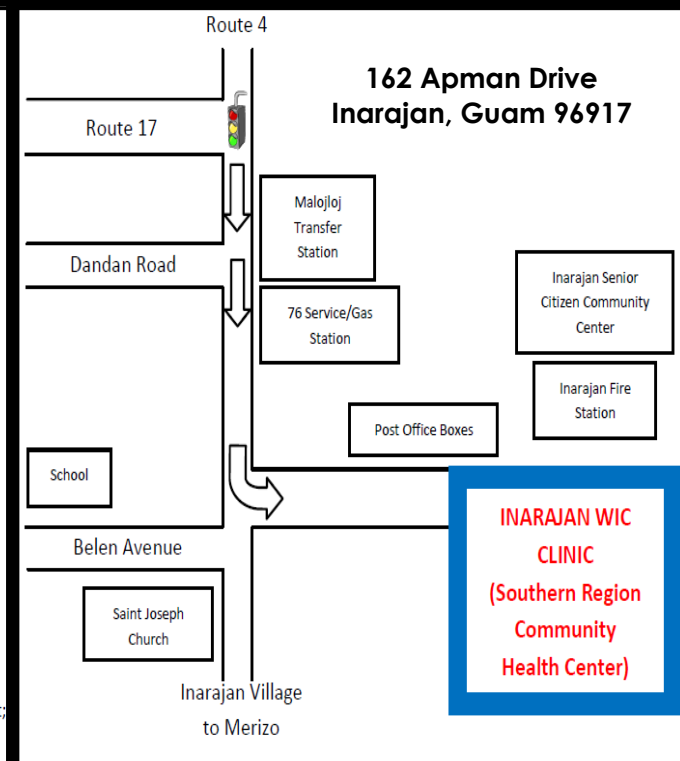 Route 4
162 Apman Drive
Inarajan, Guam 96917
Route 17
Malojloj
Transfer
Station
Dandan Road
Inarajan Senior
Citizen Community
Center
76 Service/Gas
Station
Inarajan Fire
Station
Post Office Boxes
School
INARAJAN WIC
CLINIC
(Southern Region
Community
Health Center)
Belen Avenue
Saint Joseph
Church
Inarajan Village
to Merizo